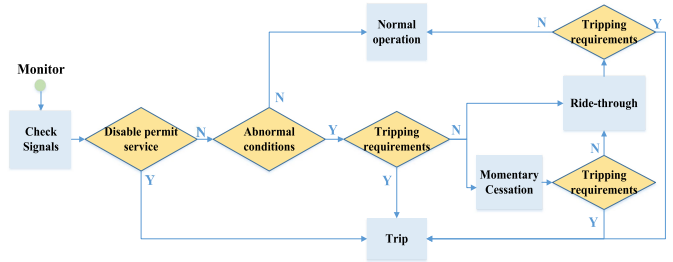 Normal
operation
N
Tripping
requirements
Y
Monitor
Check
Signals
Disable permit
service
N
Y
Abnormal
conditions
N
Y
Tripping
requirements
N
Y
Ride-through
N
Momentary
Cessation
Tripping
requirements
Y
Trip